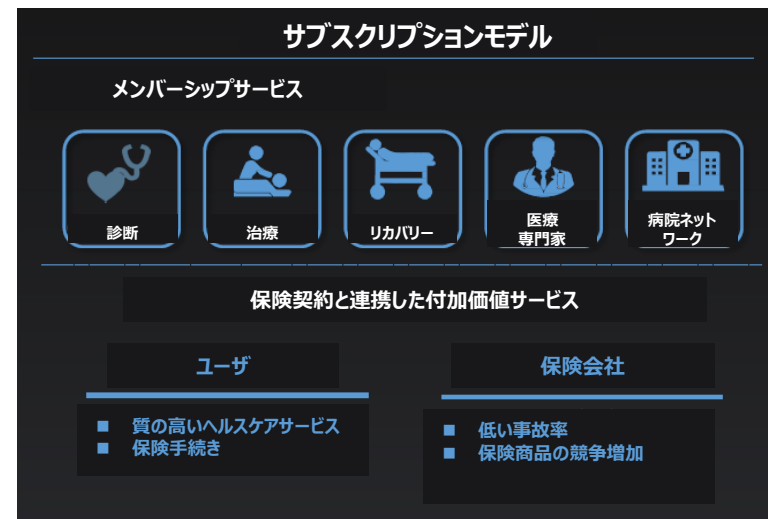 サブスクリプションモデル
メンバーシップサービス
診断
治療
リカバリー
医療
専門家
病院ネット
ワーク
保険契約と連携した付加価値サービス
ユーザ
保険会社
■ 質の高いヘルスケアサービス
■ 保険手続き
■ 低い事故率
■ 保険商品の競争増加